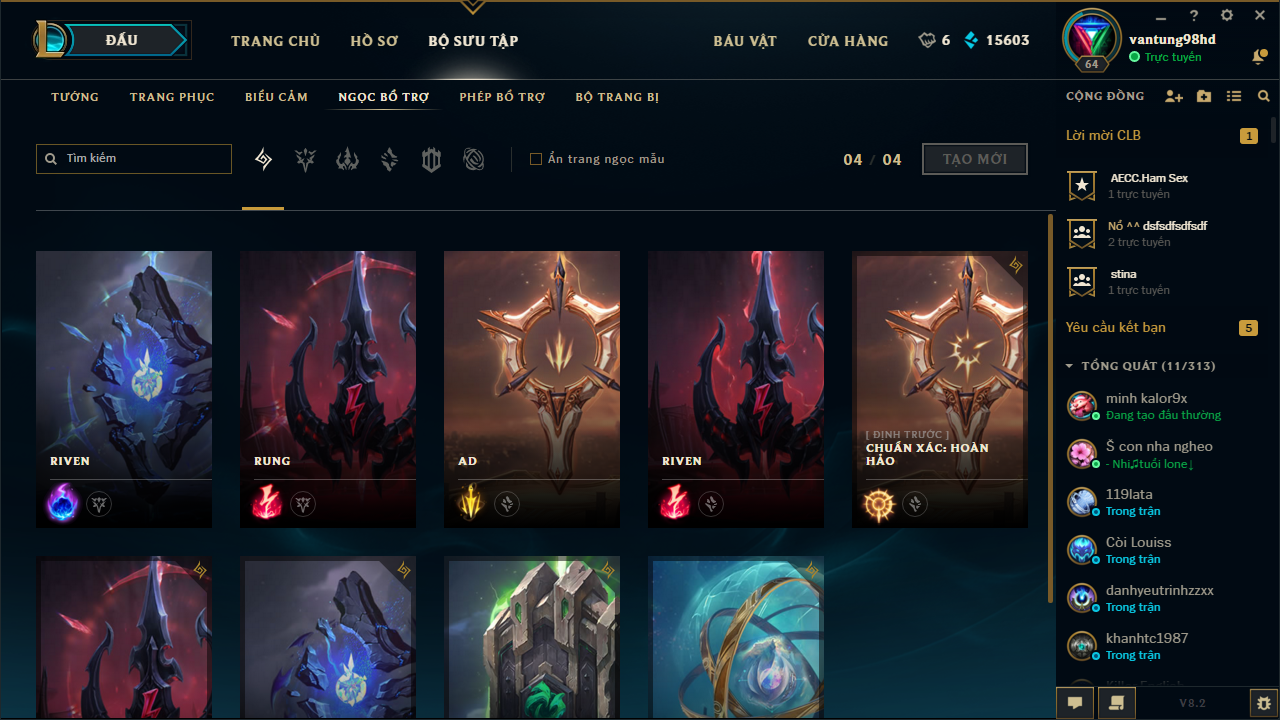 ĐẤU
TRANG CHỦ
HỒ SƠ
BỘ SƯU TẬP
BÁU VẬT
CỬA HÀNG
6
15603
64
vantung98hd
Trực tuyến
TƯỚNG
TRANG PHỤC
BIỂU CẢM
NGỌC BỔ TRỢ
PHÉP BỔ TRỢ
BỘ TRANG BỊ
Tìm kiếm
Ẩn trang ngọc mẫu
04 / 04
TẠO MỚI
RIVEN
RUNG
AD
RIVEN
[ ĐỊNH TRƯỚC ]
CHUẨN XÁC: HOÀN
HẢO
CỘNG ĐỒNG
Lời mời CLB
1
AECC.Ham Sex
1 trực tuyến
Nồ ^^ dsfsdfsdfsdf
2 trực tuyến
stina
1 trực tuyến
Yêu cầu kết bạn
5
TỔNG QUÁT (11/313)
minh kalor9x
Đang tạo đấu thường
Š con nha ngheo
- Nhi♫tuổi lone↓
119lata
Trong trận
Còi Louiss
Trong trận
danhyeutrinhzzxx
Trong trận
khanhtc1987
Trong trận
V8.2